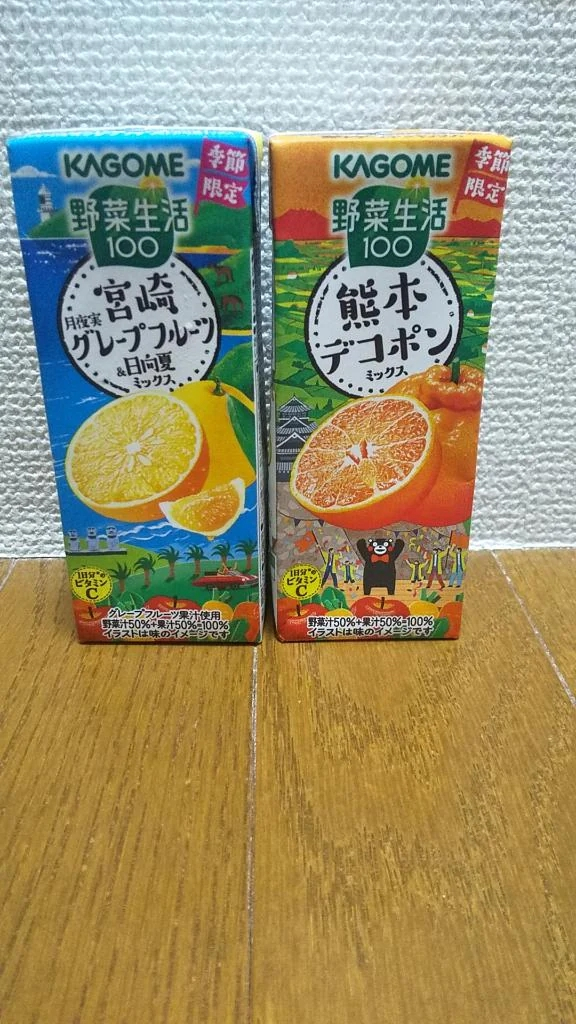 KAGOME
季節
限定
野菜生活
100
宮崎
月夜実
グレープフルーツ
&日向夏
ミックス
1日分のビタミン
C
グレープフルーツ果汁使用
野菜汁50%+果汁50%=100%
イラストは味のイメージです
KAGOME
季節
限定
野菜生活
100
熊本
デコポン
ミックス
1日分のビタミン
C
野菜汁50%+果汁50%=100%
イラストは味のイメージです